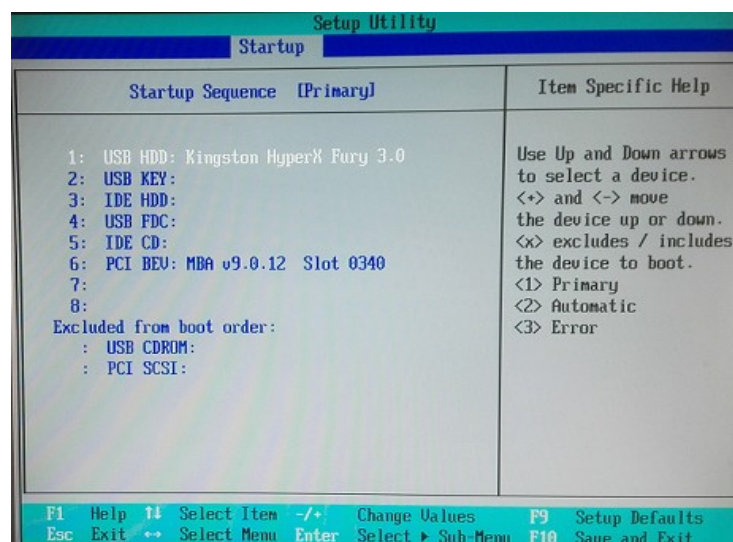 Setup Utility
Startup
Startup Sequence [Primary]
1: USB HDD: Kingston HyperX Fury 3.0
2: USB KEY:
3: IDE HDD:
4: USB FDC:
5: IDE CD:
6: PCI BEV: MBA v9.0.12 Slot 0340
7:
8:
Excluded from boot order:
: USB CDROM:
: PCI SCSI:
Item Specific Help
Use Up and Down arrows
to select a device.
<+> and <-> move
the device up or down.
<x> excludes / includes
the device to boot.
<1> Primary
<2> Automatic
<3> Error
F1 Help ↑↓ Select Item -/+ Change Values F9 Setup Defaults
Esc Exit ↔ Select Menu Enter Select ▶ Sub-Menu F10 Save and Exit